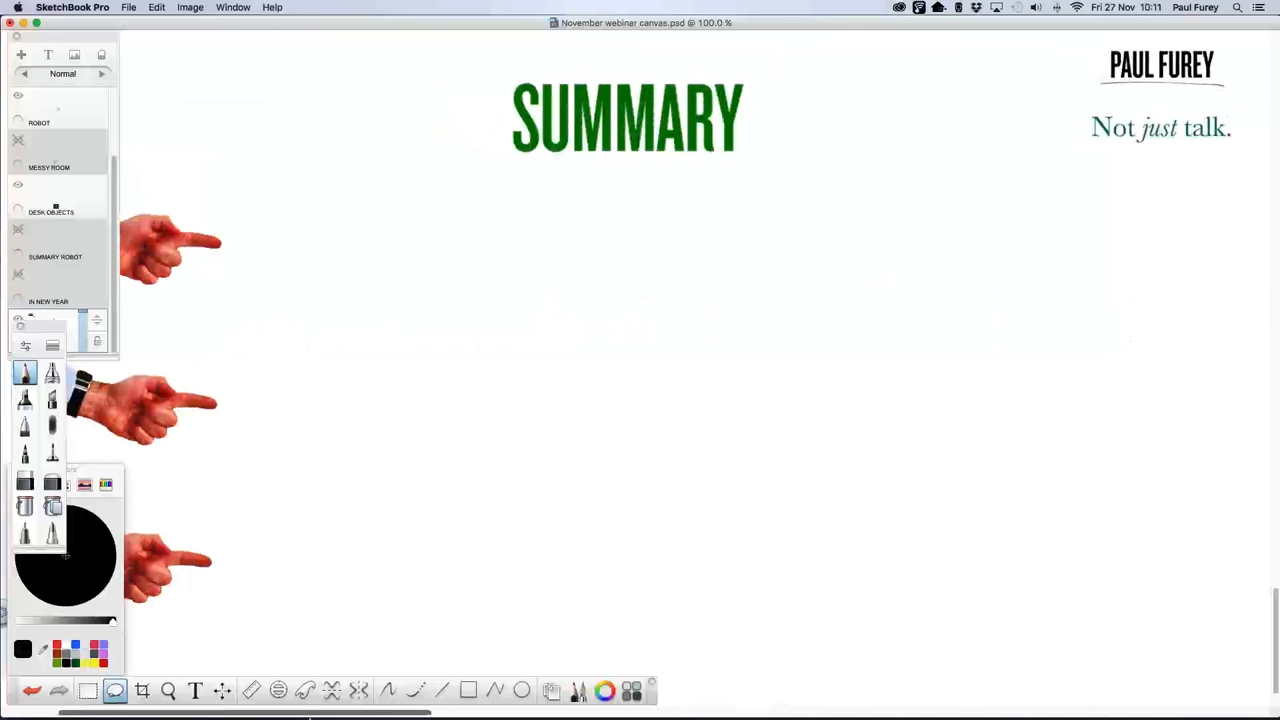 SketchBook Pro File Edit Image Window Help Fri 27 Nov 10:11 Paul Furey
November webinar canvas.psd @ 100.0 %
Normal
SUMMARY
PAUL FUREY
Not just talk.
ROBOT
MESSY ROOM
DESK OBJECTS
SUMMARY ROBOT
IN NEW YEAR